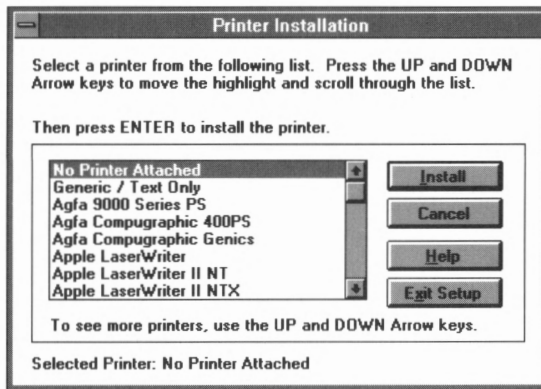 Printer Installation
Select a printer from the following list. Press the UP and DOWN
Arrow keys to move the highlight and scroll through the list.
Then press ENTER to install the printer.
No Printer Attached
Generic / Text Only
Agfa 9000 Series PS
Agfa Compugraphic 400PS
Agfa Compugraphic Genics
Apple LaserWriter
Apple LaserWriter II NT
Apple LaserWriter II NTX
Install
Cancel
Help
Exit Setup
To see more printers, use the UP and DOWN Arrow keys.
Selected Printer: No Printer Attached